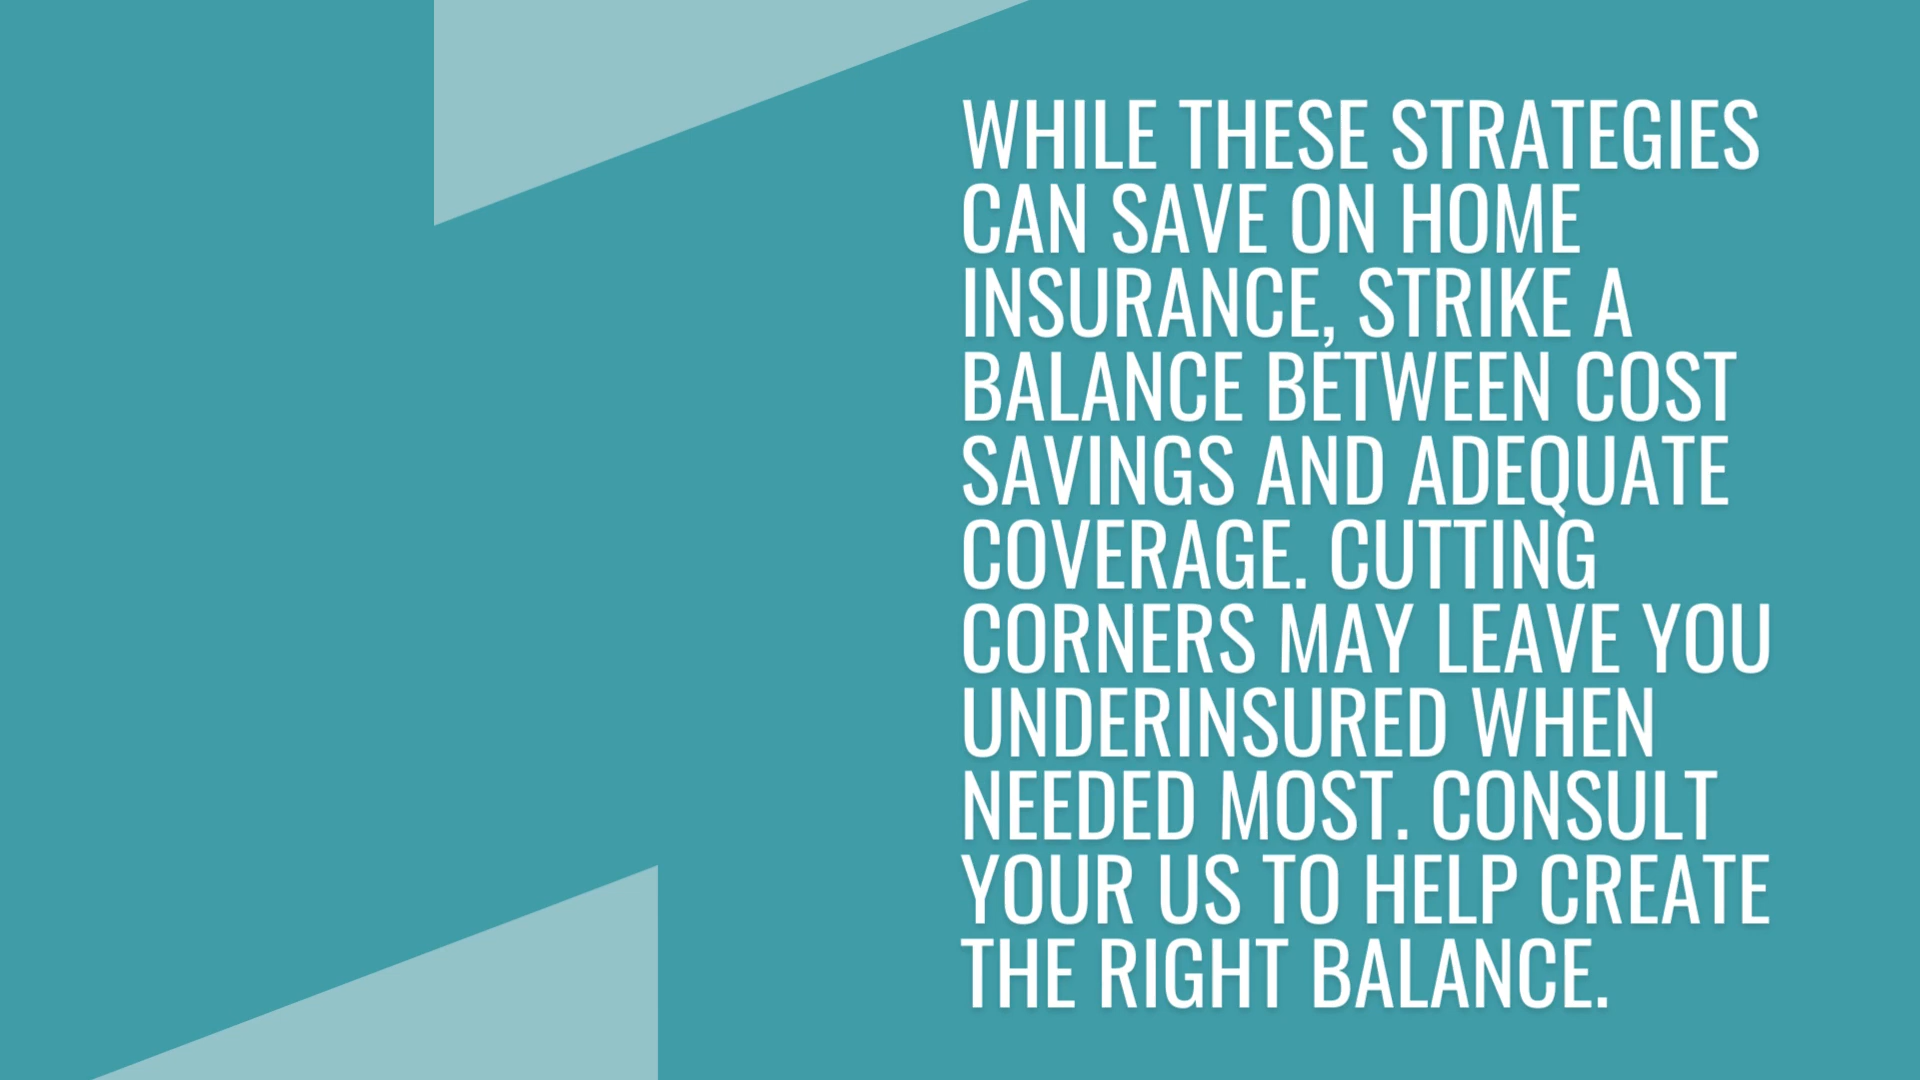 WHILE THESE STRATEGIES
CAN SAVE ON HOME
INSURANCE, STRIKE A
BALANCE BETWEEN COST
SAVINGS AND ADEQUATE
COVERAGE. CUTTING
CORNERS MAY LEAVE YOU
UNDERINSURED WHEN
NEEDED MOST. CONSULT
YOUR US TO HELP CREATE
THE RIGHT BALANCE.